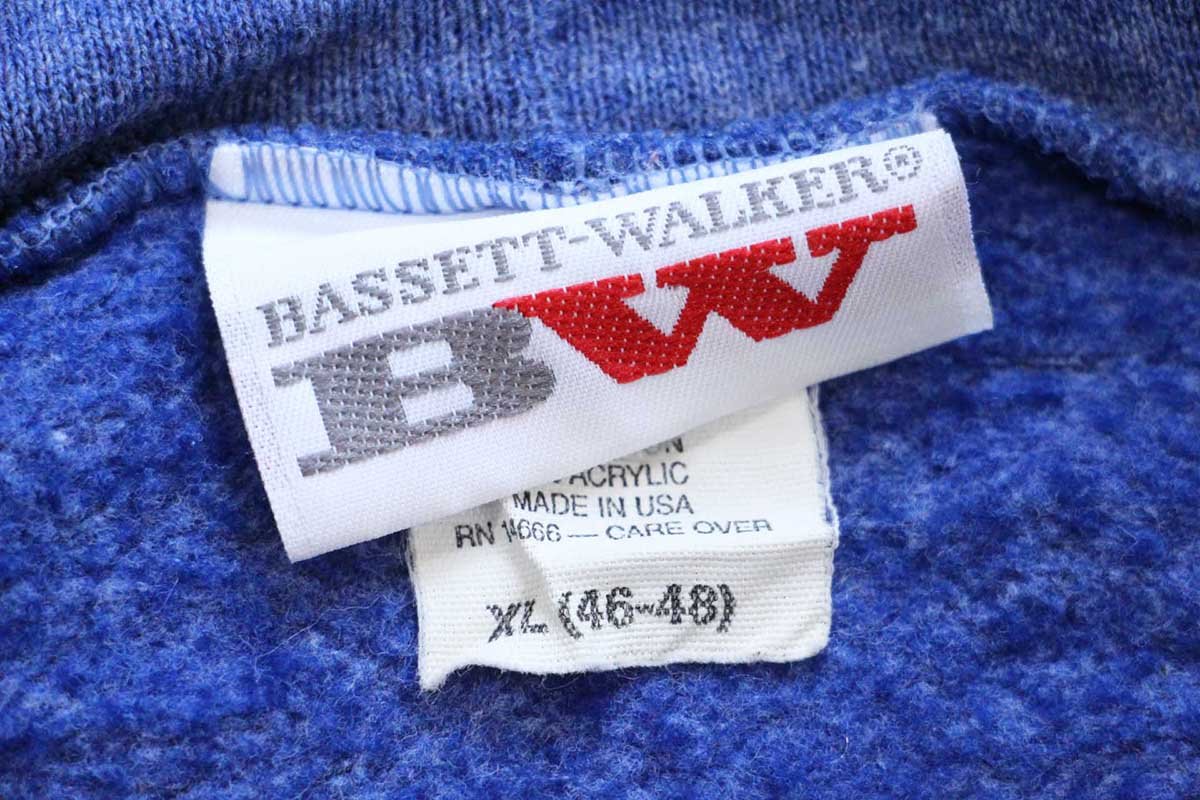 BASSETT-WALKER®
BW
ACRYLIC
MADE IN USA
RN 14666 — CARE OVER
XL (46-48)